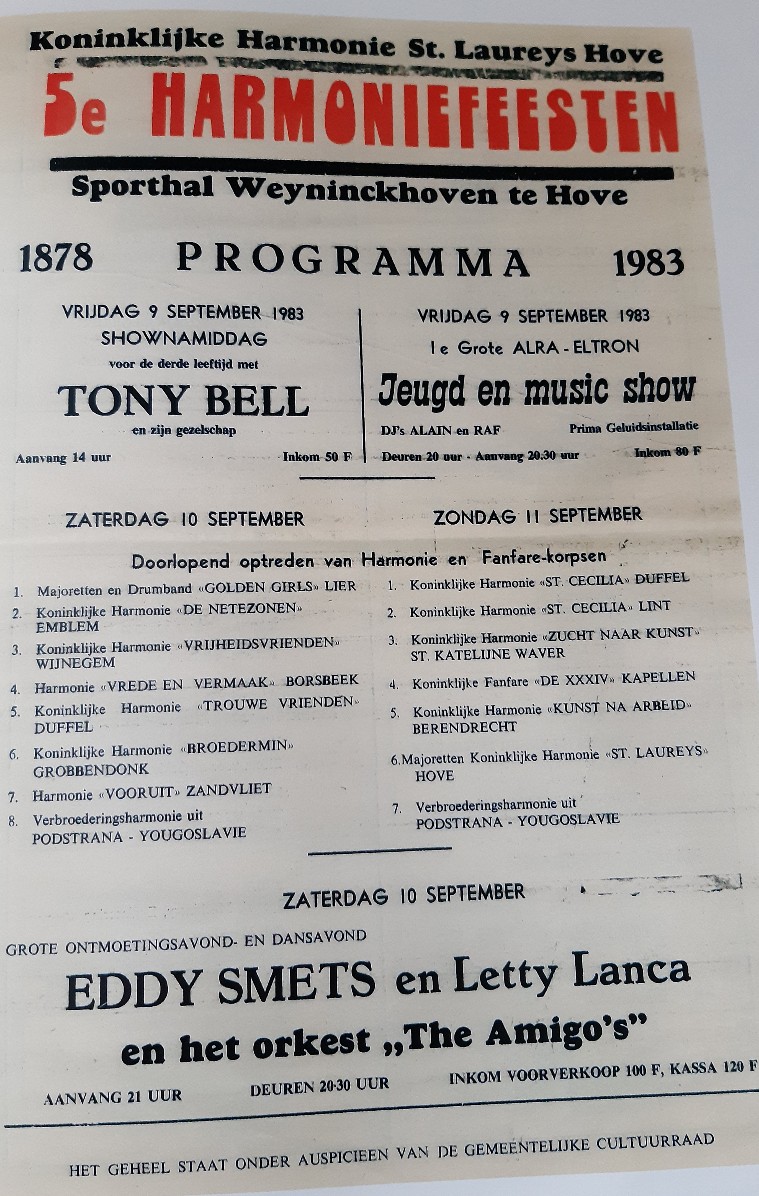 Koninklijke Harmonie St. Laureys Hove
5e HARMONIEFEESTEN
Sporthal Weyninckhoven te Hove
1878 PROGRAMMA 1983
VRIJDAG 9 SEPTEMBER 1983
SHOWNAMIDDAG
voor de derde leeftijd met
TONY BELL
en zijn gezelschap
Aanvang 14 uur Inkom 50 F
VRIJDAG 9 SEPTEMBER 1983
1e Grote ALRA - ELTRON
Jeugd en music show
DJ's ALAIN en RAF Prima Geluidsinstallatie
Deuren 20 uur - Aanvang 20.30 uur Inkom 80 F
ZATERDAG 10 SEPTEMBER ZONDAG 11 SEPTEMBER
Doorlopend optreden van Harmonie en Fanfare-korpsen
1. Majoretten en Drumband «GOLDEN GIRLS» LIER
2. Koninklijke Harmonie «DE NETEZONEN»
EMBLEM
3. Koninklijke Harmonie «VRIJHEIDSVRIENDEN»
WIJNEGEM
4. Harmonie «VREDE EN VERMAAK» BORSBEEK
5. Koninklijke Harmonie «TROUWE VRIENDEN»
DUFFEL
6. Koninklijke Harmonie «BROEDERMIN»
GROBBENDONK
7. Harmonie «VOORUIT» ZANDVLIET
8. Verbroederingsharmonie uit
PODSTRANA - YOUGOSLAVIE
1. Koninklijke Harmonie «ST. CECILIA» DUFFEL
2. Koninklijke Harmonie «ST. CECILIA» LINT
3. Koninklijke Harmonie «ZUCHT NAAR KUNST»
ST. KATELIJNE WAVER
4. Koninklijke Fanfare «DE XXXIV» KAPELLEN
5. Koninklijke Harmonie «KUNST NA ARBEID»
BERENDRECHT
6.Majoretten Koninklijke Harmonie «ST. LAUREYS»
HOVE
7. Verbroederingsharmonie uit
PODSTRANA - YOUGOSLAVIE
ZATERDAG 10 SEPTEMBER
GROTE ONTMOETINGSAVOND- EN DANSAVOND
EDDY SMETS en Letty Lanca
en het orkest „The Amigo's”
AANVANG 21 UUR DEUREN 20.30 UUR INKOM VOORVERKOOP 100 F, KASSA 120 F
HET GEHEEL STAAT ONDER AUSPICIEEN VAN DE GEMEENTELIJKE CULTUURRAAD